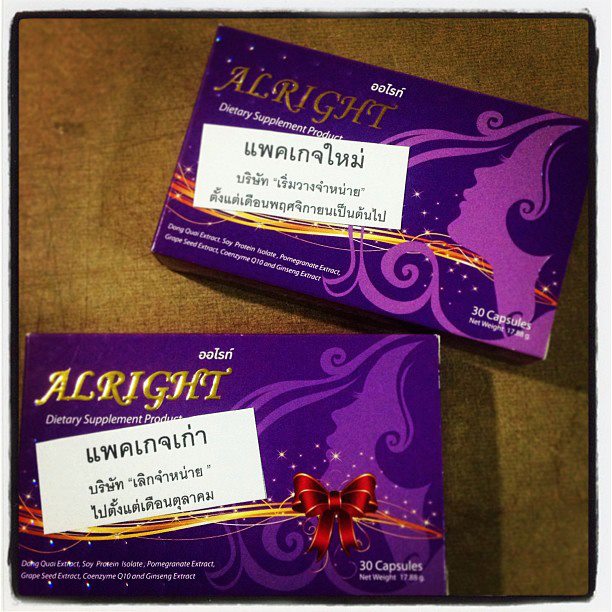 ออไรท์
ALRIGHT
Dietary Supplement Product
แพคเกจใหม่
บริษัท "เริ่มวางจำหน่าย"
ตั้งแต่เดือนพฤศจิกายนเป็นต้นไป
Dong Quai Extract, Soy Protein Isolate, Pomegranate Extract,
Grape Seed Extract, Coenzyme Q10 and Ginseng Extract
30 Capsules
Net Weight 17.88 g.
ออไรท์
ALRIGHT
Dietary Supplement Product
แพคเกจเก่า
บริษัท "เลิกจำหน่าย "
ไปตั้งแต่เดือนตุลาคม
Dong Quai Extract, Soy Protein Isolate, Pomegranate Extract,
Grape Seed Extract, Coenzyme Q10 and Ginseng Extract
30 Capsules
Net Weight 17.88 g.